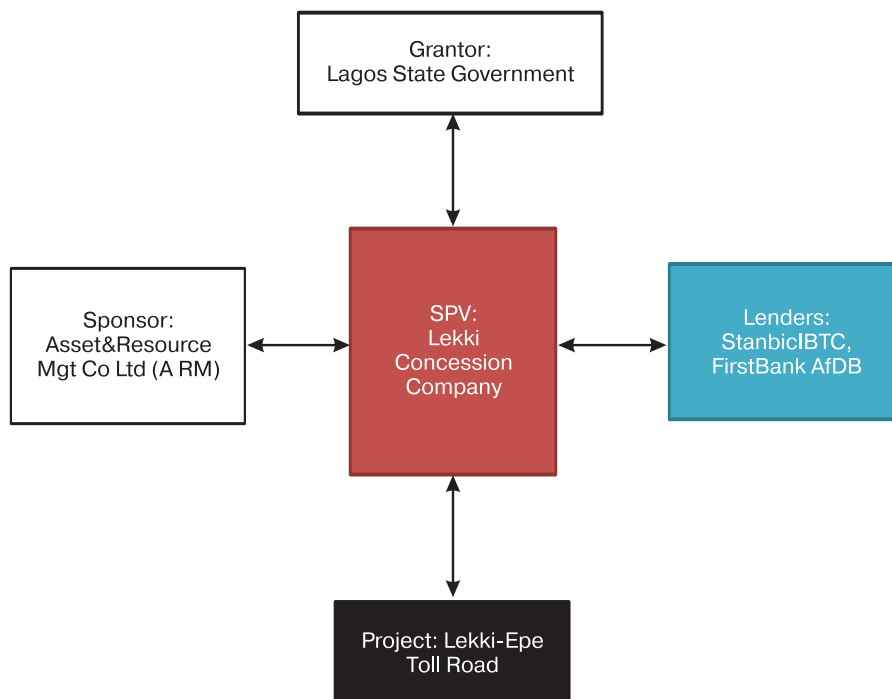 Grantor:
Lagos State Government
Sponsor:
Asset&Resource
Mgt Co Ltd (A RM)
SPV:
Lekki
Concession
Company
Lenders:
StanbicIBTC,
FirstBank AfDB
Project: Lekki-Epe
Toll Road